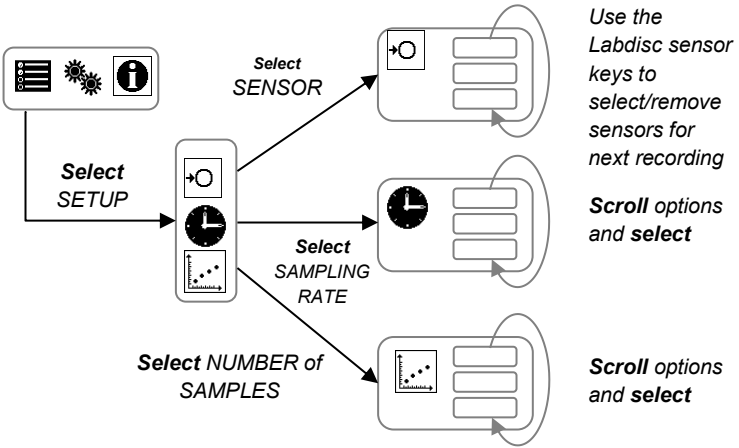 Select
SENSOR
Use the
Labdisc sensor
keys to
select/remove
sensors for
next recording
Select
SETUP
Select
SAMPLING
RATE
Scroll options
and select
Select NUMBER of
SAMPLES
Scroll options
and select